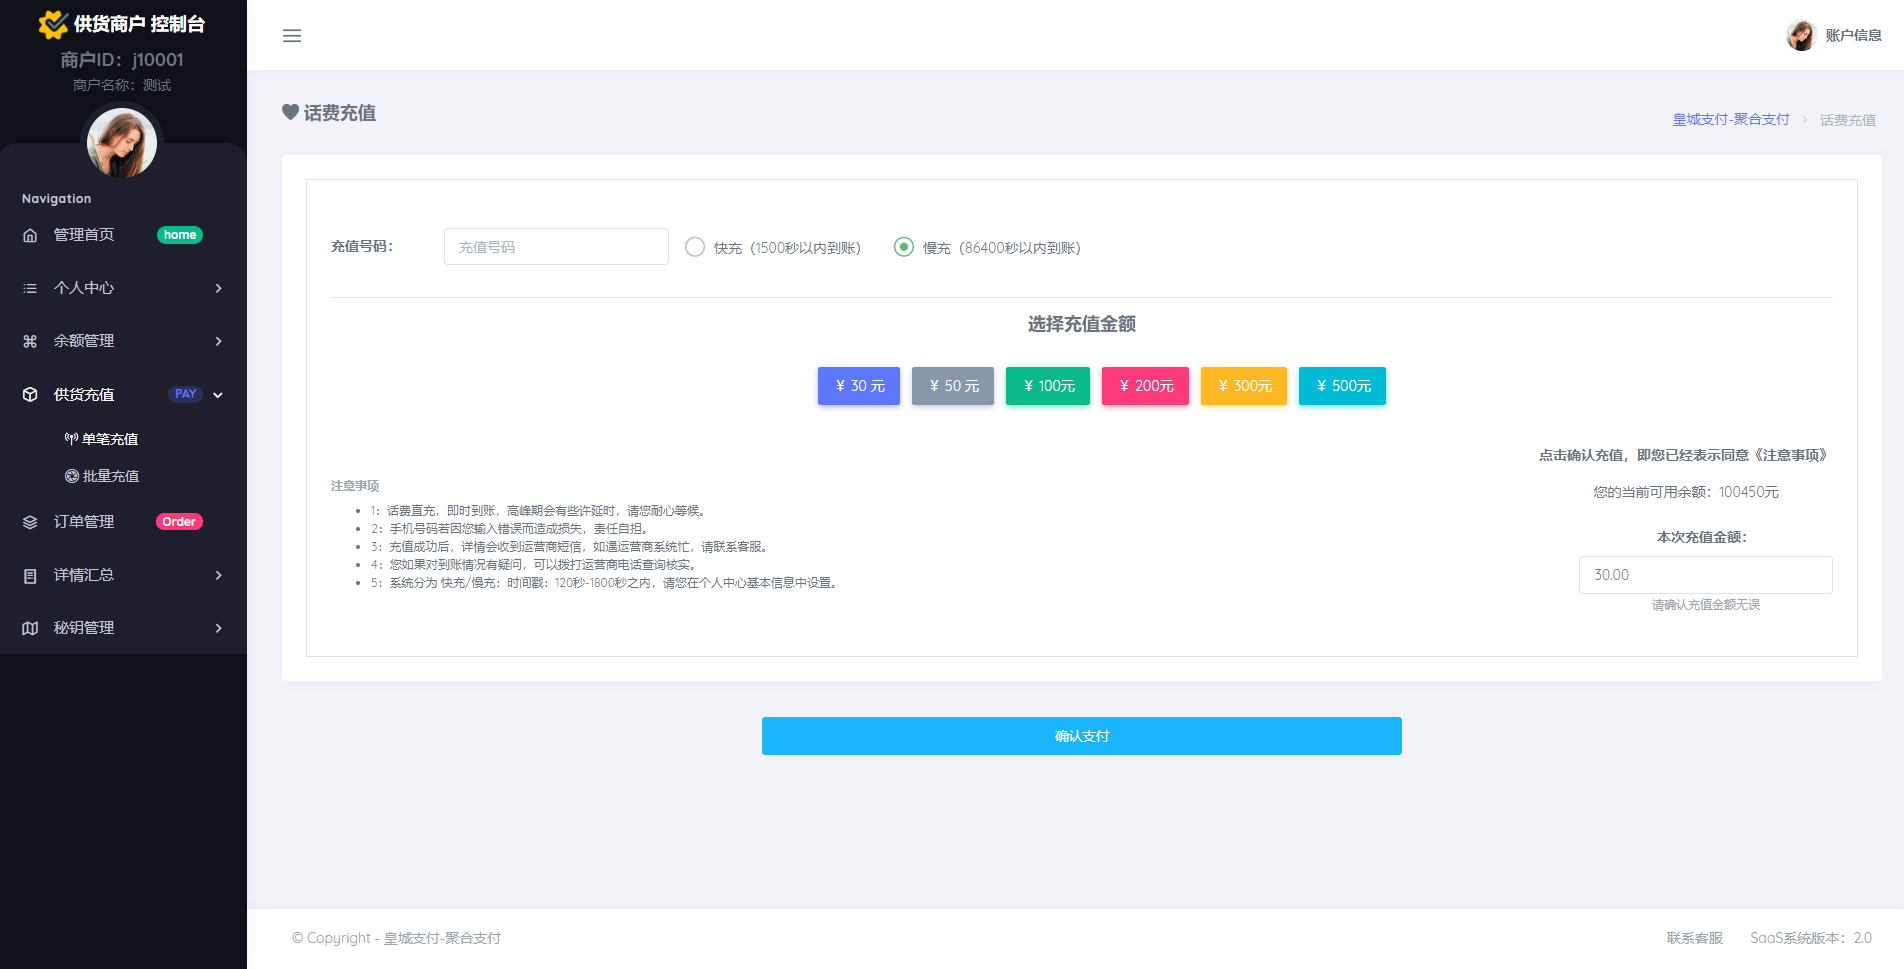 供货商户 控制台
商户ID：j10001
商户名称：测试
Navigation
管理首页 home
个人中心
余额管理
供货充值 PAY
单笔充值
批量充值
订单管理 Order
详情汇总
秘钥管理
账户信息
话费充值
皇城支付-聚合支付 > 话费充值
充值号码： 充值号码 快充（1500秒以内到账） 慢充（86400秒以内到账）
选择充值金额
¥ 30 元 ¥ 50 元 ¥ 100元 ¥ 200元 ¥ 300元 ¥ 500元
注意事项
1：话费直充，即时到账，高峰期会有些许延时，请您耐心等候。
2：手机号码若因您输入错误而造成损失，责任自担。
3：充值成功后，详情会收到运营商短信，如遇运营商系统忙，请联系客服。
4：您如果对到账情况有疑问，可以拨打运营商电话查询核实。
5：系统分为 快充/慢充；时间戳：120秒-1800秒之内，请您在个人中心基本信息中设置。
点击确认充值，即您已经表示同意《注意事项》
您的当前可用余额：100450元
本次充值金额：
30.00
请确认充值金额无误
确认支付
© Copyright - 皇城支付-聚合支付
联系客服 SaaS系统版本：2.0